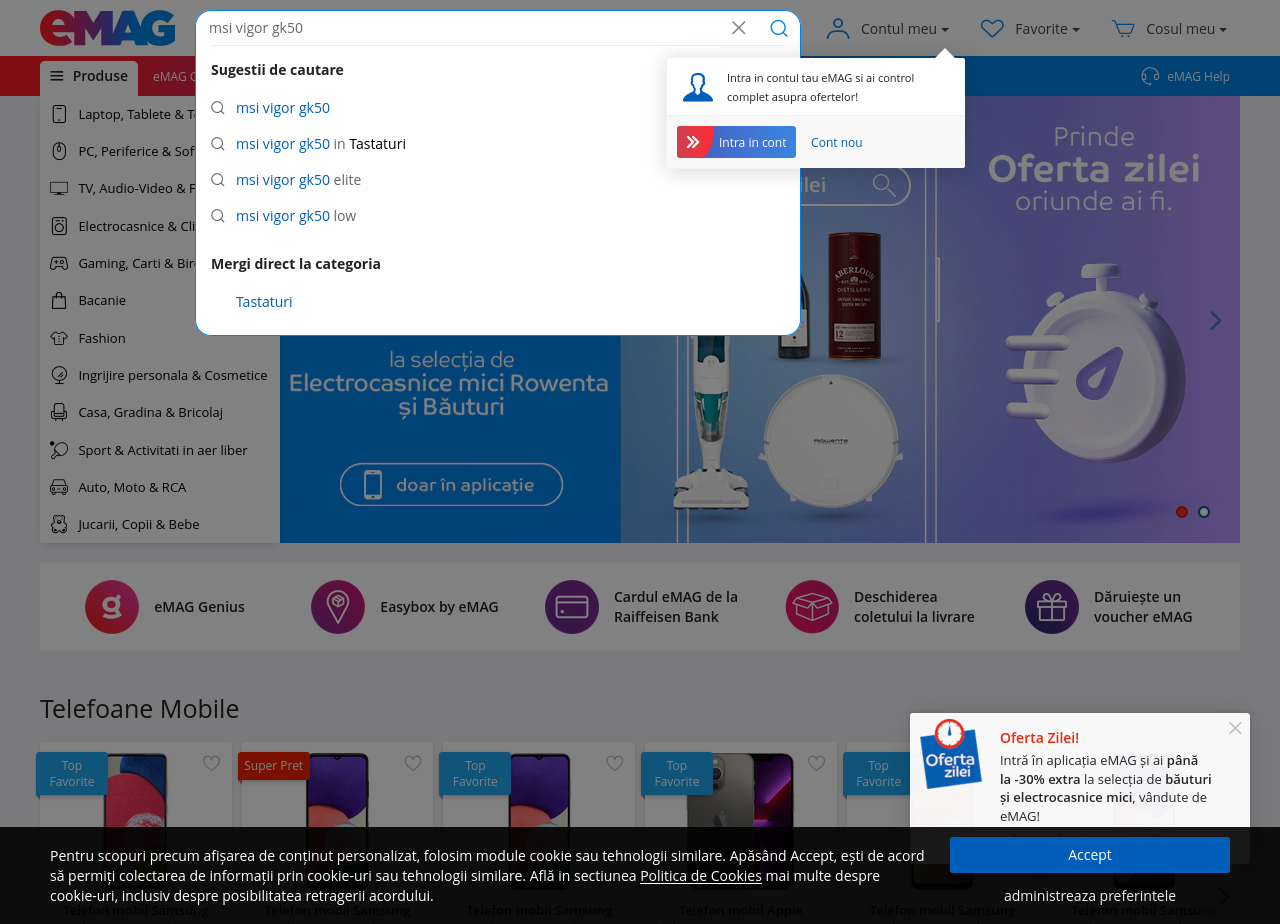 eMAG
msi vigor gk50
Contul meu
Favorite
Cosul meu
Produse
eMAG G
eMAG Help
Sugestii de cautare
msi vigor gk50
msi vigor gk50 in Tastaturi
msi vigor gk50 elite
msi vigor gk50 low
Mergi direct la categoria
Tastaturi
Intra in contul tau eMAG si ai control
complet asupra ofertelor!
Intra in cont
Cont nou
Laptop, Tablete & T
PC, Periferice & Sof
TV, Audio-Video & F
Electrocasnice & Cli
Gaming, Carti & Bir
Bacanie
Fashion
Ingrijire personala & Cosmetice
Casa, Gradina & Bricolaj
Sport & Activitati in aer liber
Auto, Moto & RCA
Jucarii, Copii & Bebe
zilei
la selecția de
Electrocasnice mici Rowenta
și Băuturi
doar în aplicație
ABERLOUR
DISTILLERY
12
rowenta
Prinde
Oferta zilei
oriunde ai fi.
eMAG Genius
Easybox by eMAG
Cardul eMAG de la
Raiffeisen Bank
Deschiderea
coletului la livrare
Dăruiește un
voucher eMAG
Telefoane Mobile
Top
Favorite
Super Pret
Top
Favorite
Top
Favorite
Top
Favorite
Oferta
zilei
Oferta Zilei!
Intră în aplicația eMAG și ai până
la -30% extra la selecția de băuturi
și electrocasnice mici, vândute de
eMAG!
Pentru scopuri precum afișarea de conținut personalizat, folosim module cookie sau tehnologii similare. Apăsând Accept, ești de acord
să permiți colectarea de informații prin cookie-uri sau tehnologii similare. Află in sectiunea Politica de Cookies mai multe despre
cookie-uri, inclusiv despre posibilitatea retragerii acordului.
Accept
administreaza preferintele
Telefon mobil Samsung
Telefon mobil Samsung
Telefon mobil Samsung
Telefon mobil Apple
Telefon mobil Samsung
Telefon mobil Samsung